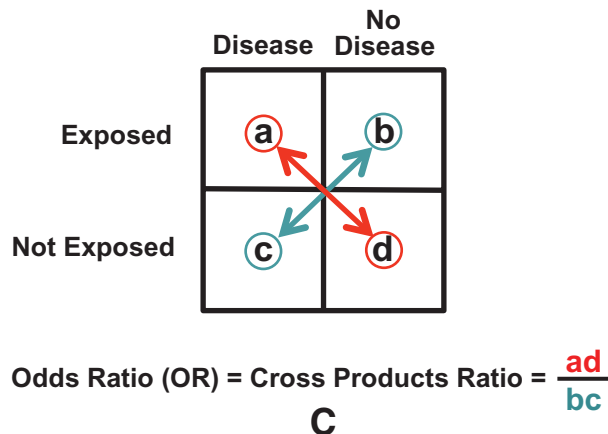 Disease No Disease
Exposed a b
Not Exposed c d
Odds Ratio (OR) = Cross Products Ratio = ad/bc
C